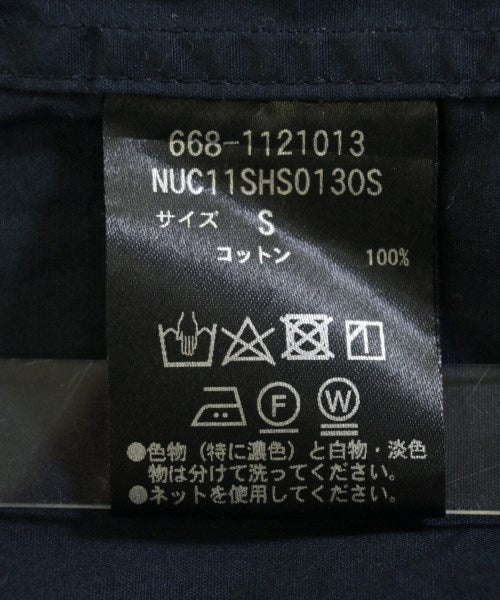 668-1121013
NUC11SHS0130S
サイズ S
コットン 100%
F W
●色物（特に濃色）と白物・淡色
物は分けて洗ってください。
●ネットを使用してください。